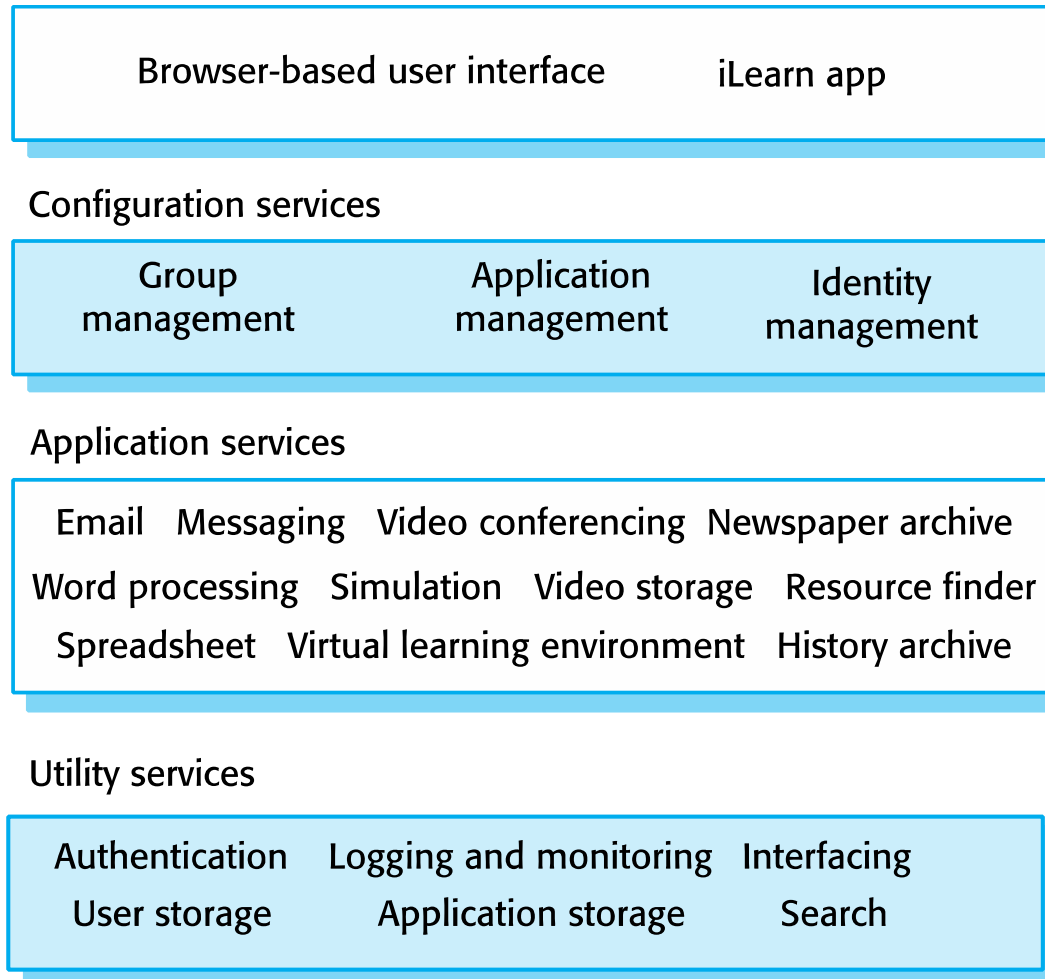 Browser-based user interface iLearn app
Configuration services
Group management Application management Identity management
Application services
Email Messaging Video conferencing Newspaper archive
Word processing Simulation Video storage Resource finder
Spreadsheet Virtual learning environment History archive
Utility services
Authentication Logging and monitoring Interfacing
User storage Application storage Search